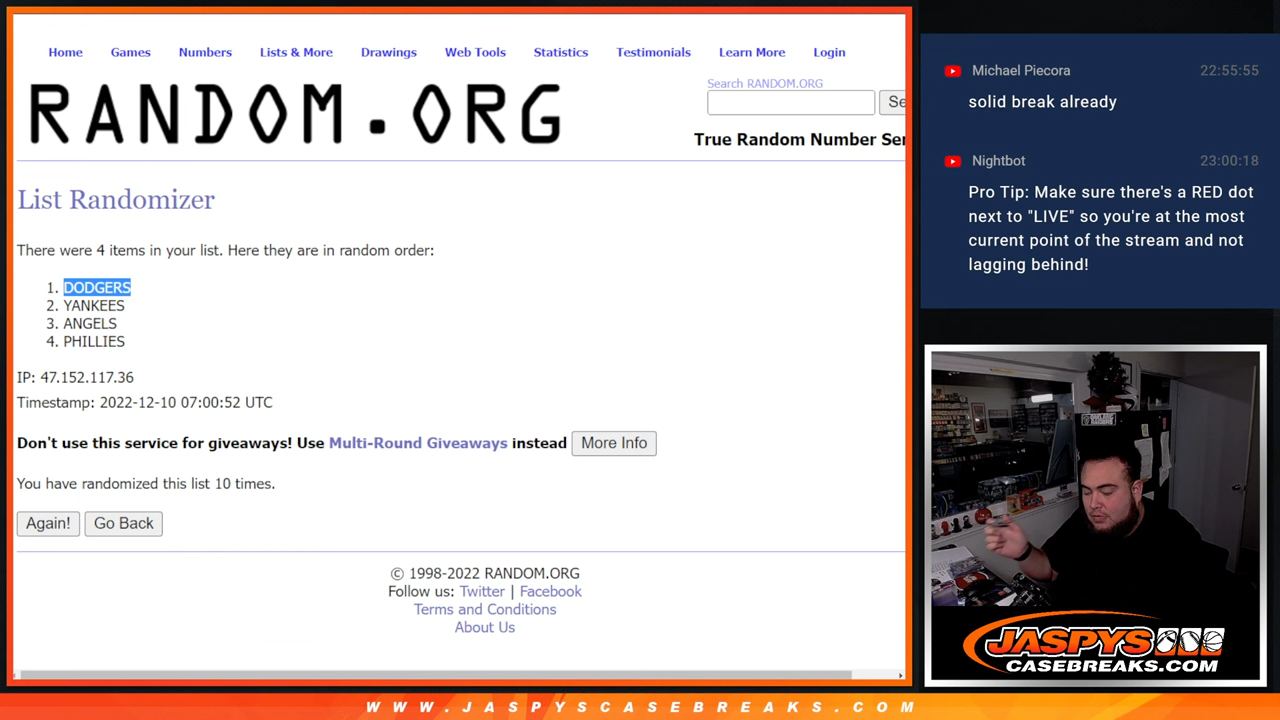 Home Games Numbers Lists & More Drawings Web Tools Statistics Testimonials Learn More Login
RANDOM.ORG
Search RANDOM.ORG
Se
True Random Number Ser
List Randomizer
There were 4 items in your list. Here they are in random order:
1. DODGERS
2. YANKEES
3. ANGELS
4. PHILLIES
IP: 47.152.117.36
Timestamp: 2022-12-10 07:00:52 UTC
Don't use this service for giveaways! Use Multi-Round Giveaways instead More Info
You have randomized this list 10 times.
Again! Go Back
© 1998-2022 RANDOM.ORG
Follow us: Twitter | Facebook
Terms and Conditions
About Us
Michael Piecora 22:55:55
solid break already
Nightbot 23:00:18
Pro Tip: Make sure there's a RED dot
next to "LIVE" so you're at the most
current point of the stream and not
lagging behind!
JASPYS
CASEBREAKS.COM
WWW.JASPYSCASEBREAKS.COM